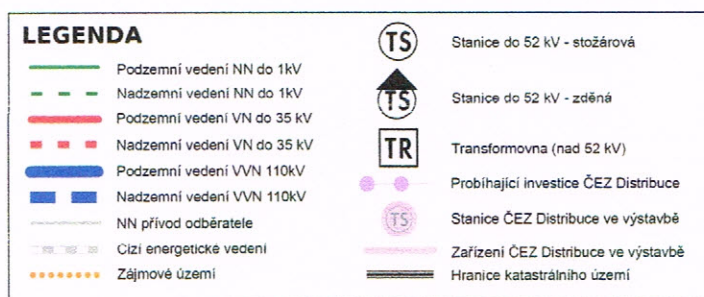 LEGENDA
Podzemní vedení NN do 1kV
Nadzemní vedení NN do 1kV
Podzemní vedení VN do 35 kV
Nadzemní vedení VN do 35 kV
Podzemní vedení VVN 110kV
Nadzemní vedení VVN 110kV
NN přívod odběratele
Cizí energetické vedení
Zájmové území
TS Stanice do 52 kV - stožárová
TS Stanice do 52 kV - zděná
TR Transformovna (nad 52 kV)
Probíhající investice ČEZ Distribuce
TS Stanice ČEZ Distribuce ve výstavbě
Zařízení ČEZ Distribuce ve výstavbě
Hranice katastrálního území